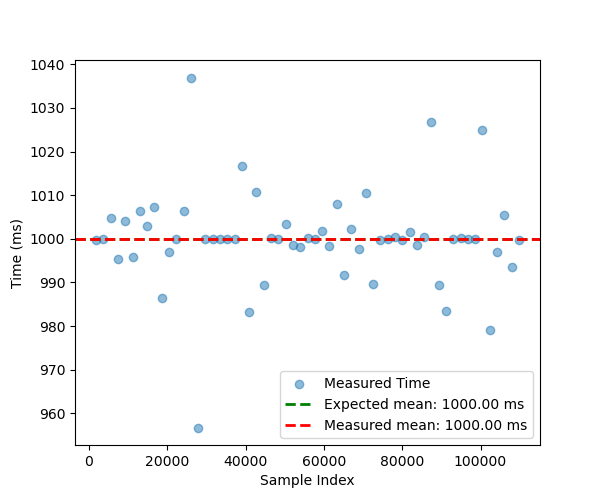 1040
1030
1020
1010
1000
990
980
970
960
Time (ms)
Measured Time
Expected mean: 1000.00 ms
Measured mean: 1000.00 ms
0 20000 40000 60000 80000 100000
Sample Index